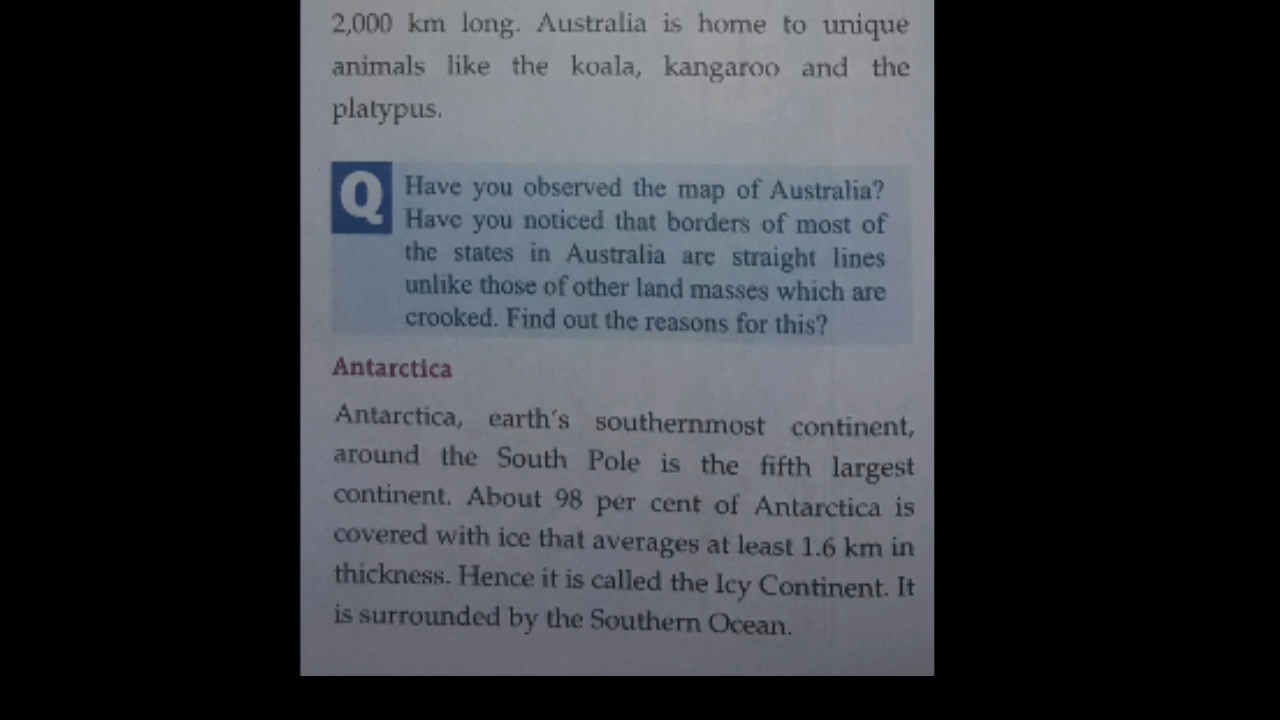 2,000 km long. Australia is home to unique
animals like the koala, kangaroo and the
platypus.
Q
Have you observed the map of Australia?
Have you noticed that borders of most of
the states in Australia are straight lines
unlike those of other land masses which are
crooked. Find out the reasons for this?
Antarctica
Antarctica, earth's southernmost continent,
around the South Pole is the fifth largest
continent. About 98 per cent of Antarctica is
covered with ice that averages at least 1.6 km in
thickness. Hence it is called the Icy Continent. It
is surrounded by the Southern Ocean.